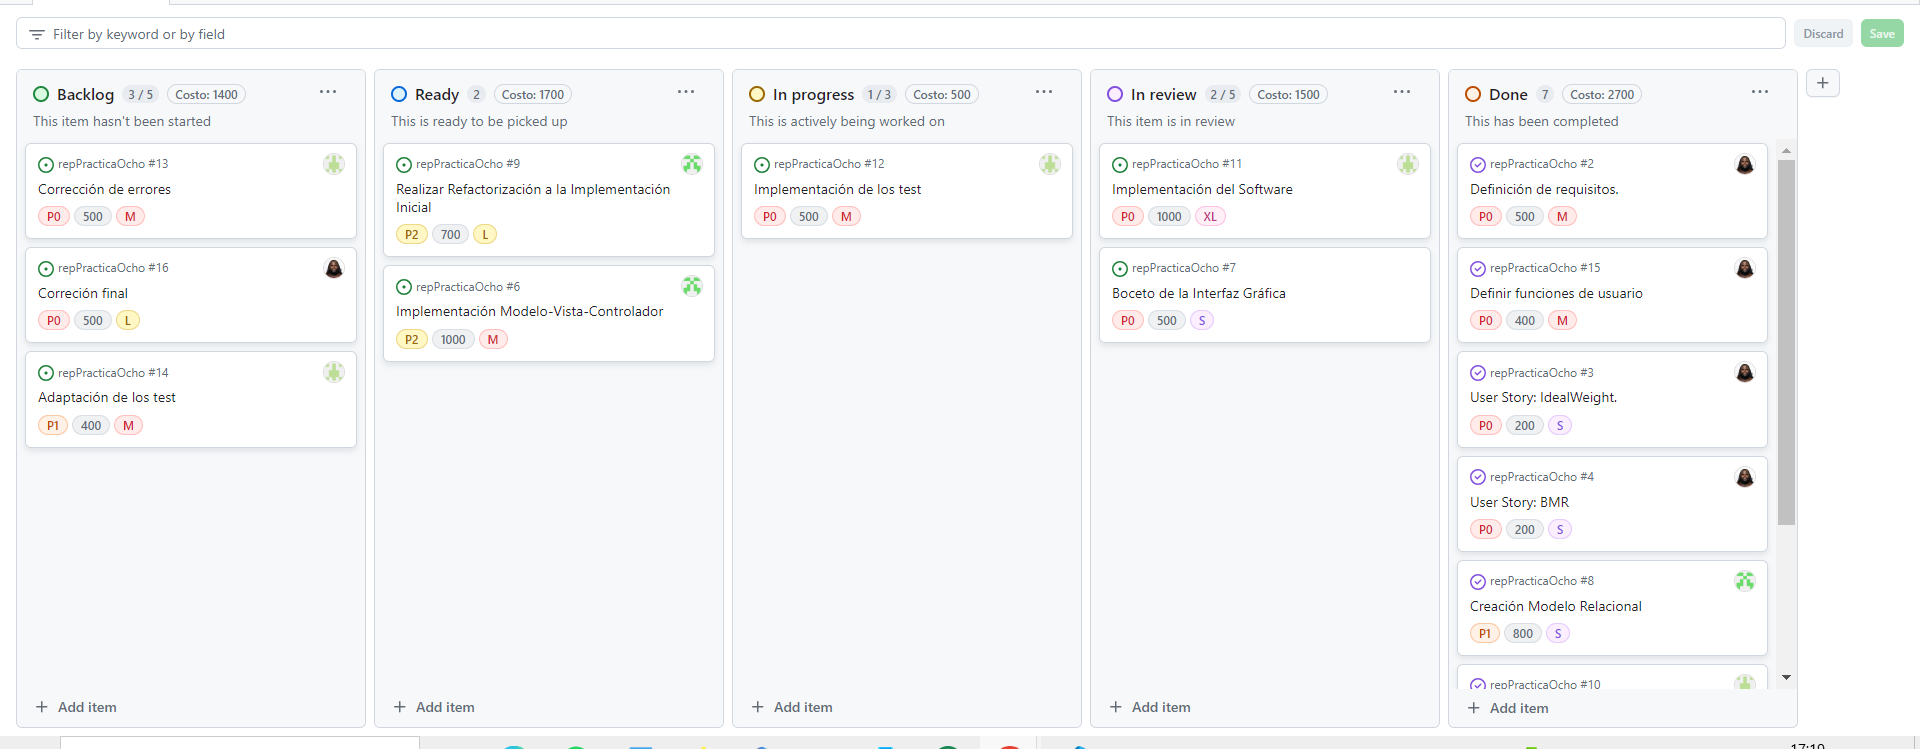 Filter by keyword or by field
Discard
Save
Backlog 3 / 5 Costo: 1400
This item hasn't been started
repPracticaOcho #13
Corrección de errores
P0 500 M
repPracticaOcho #16
Correción final
P0 500 L
repPracticaOcho #14
Adaptación de los test
P1 400 M
Add item
Ready 2 Costo: 1700
This is ready to be picked up
repPracticaOcho #9
Realizar Refactorización a la Implementación
Inicial
P2 700 L
repPracticaOcho #6
Implementación Modelo-Vista-Controlador
P2 1000 M
Add item
In progress 1 / 3 Costo: 500
This is actively being worked on
repPracticaOcho #12
Implementación de los test
P0 500 M
Add item
In review 2 / 5 Costo: 1500
This item is in review
repPracticaOcho #11
Implementación del Software
P0 1000 XL
repPracticaOcho #7
Boceto de la Interfaz Gráfica
P0 500 S
Add item
Done 7 Costo: 2700
This has been completed
repPracticaOcho #2
Definición de requisitos.
P0 500 M
repPracticaOcho #15
Definir funciones de usuario
P0 400 M
repPracticaOcho #3
User Story: IdealWeight.
P0 200 S
repPracticaOcho #4
User Story: BMR
P0 200 S
repPracticaOcho #8
Creación Modelo Relacional
P1 800 S
repPracticaOcho #10
Add item